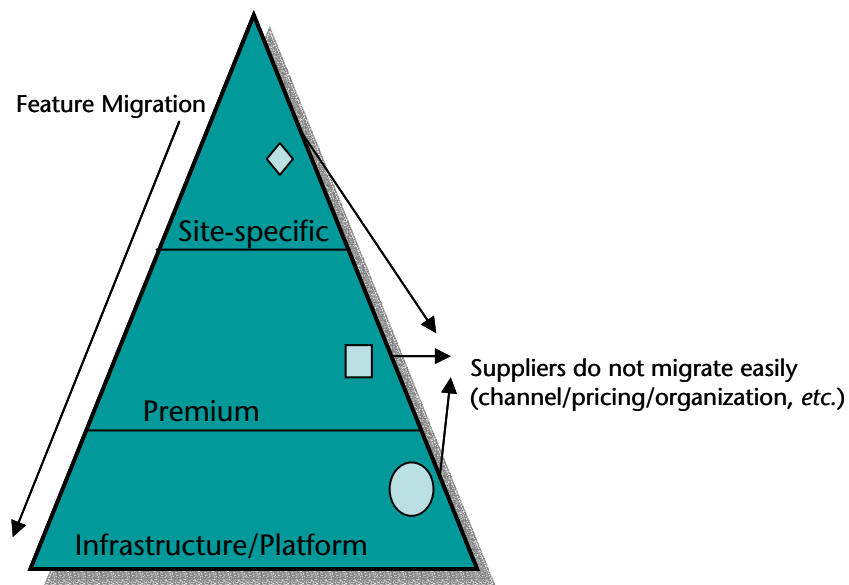 Feature Migration
Site-specific
Suppliers do not migrate easily
(channel/pricing/organization, etc.)
Premium
Infrastructure/Platform